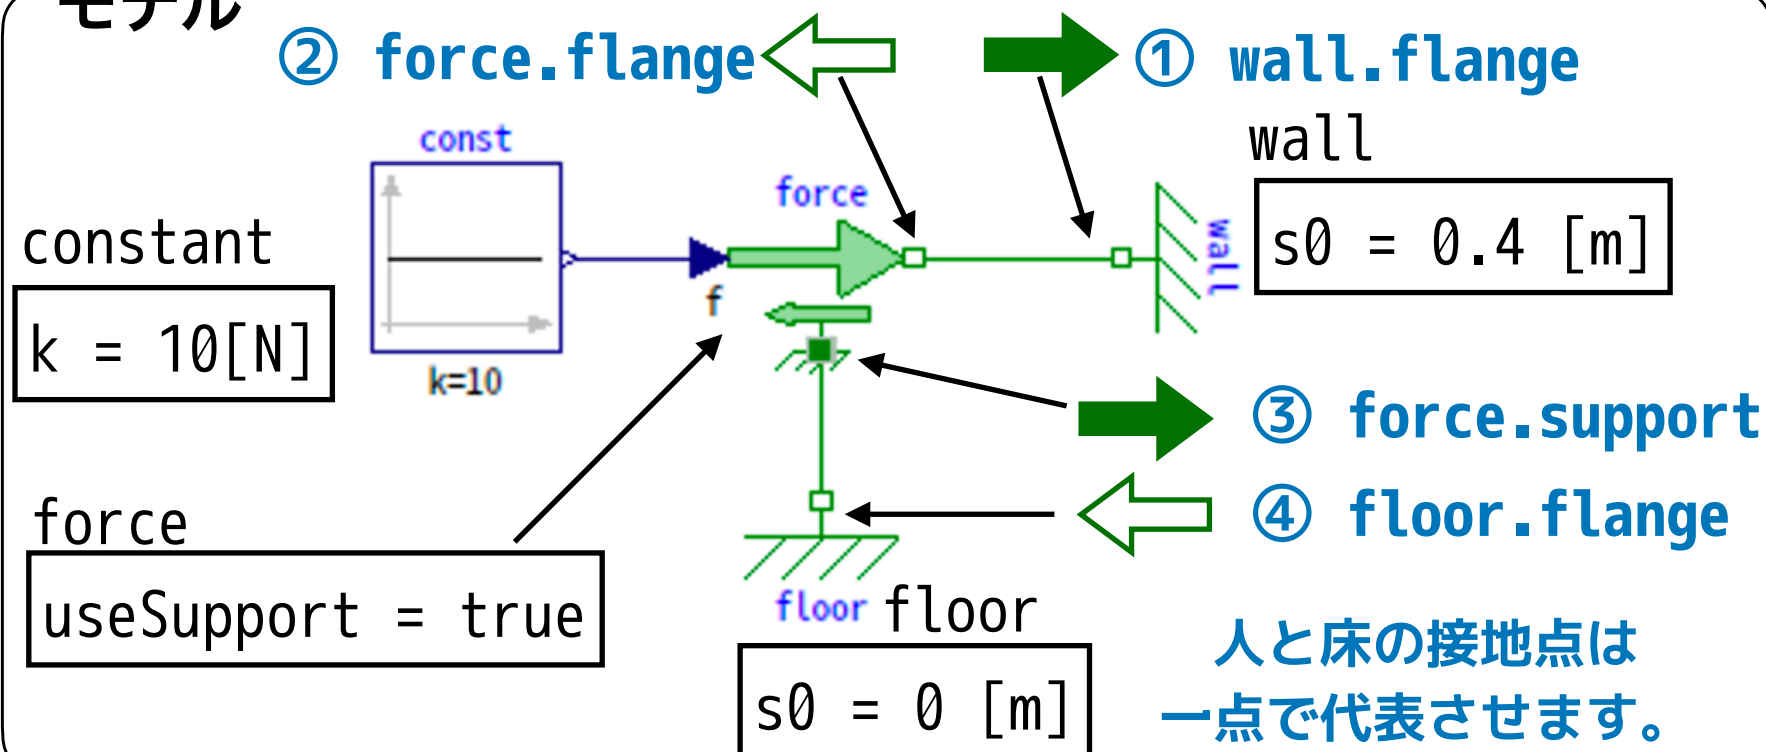 モデル
② force.flange
① wall.flange
const
wall
force
constant
wall
s0 = 0.4 [m]
f
k = 10[N]
k=10
③ force.support
④ floor.flange
force
useSupport = true
floor
floor
人と床の接地点は
s0 = 0 [m]
一点で代表させます。